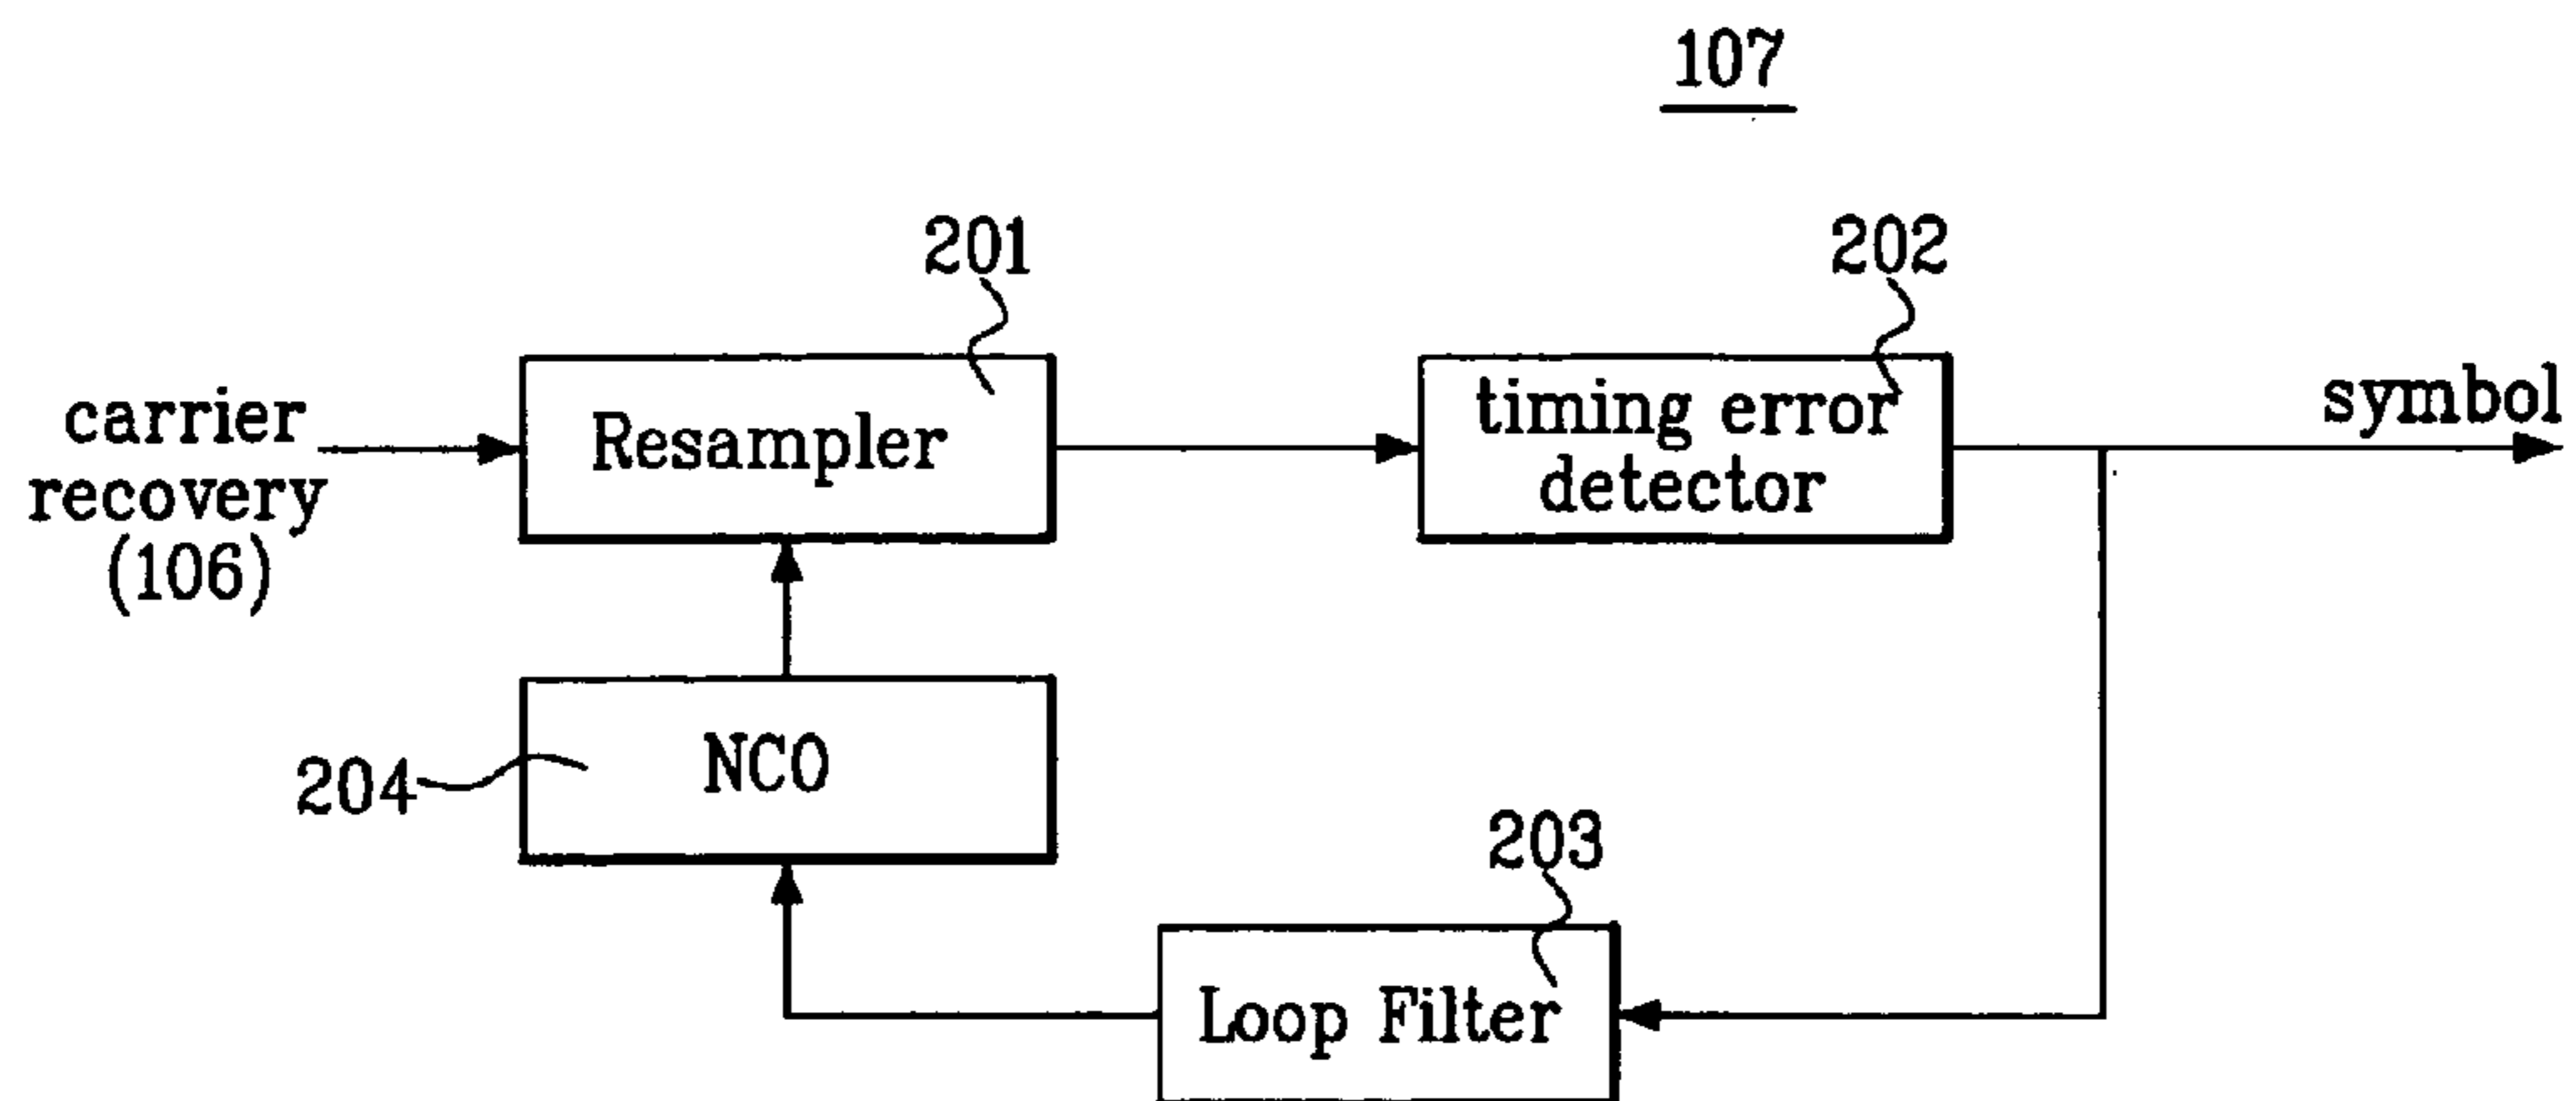 107
201
202
carrier
recovery
(106)
Resampler
timing error
detector
symbol
204
NCO
203
Loop Filter